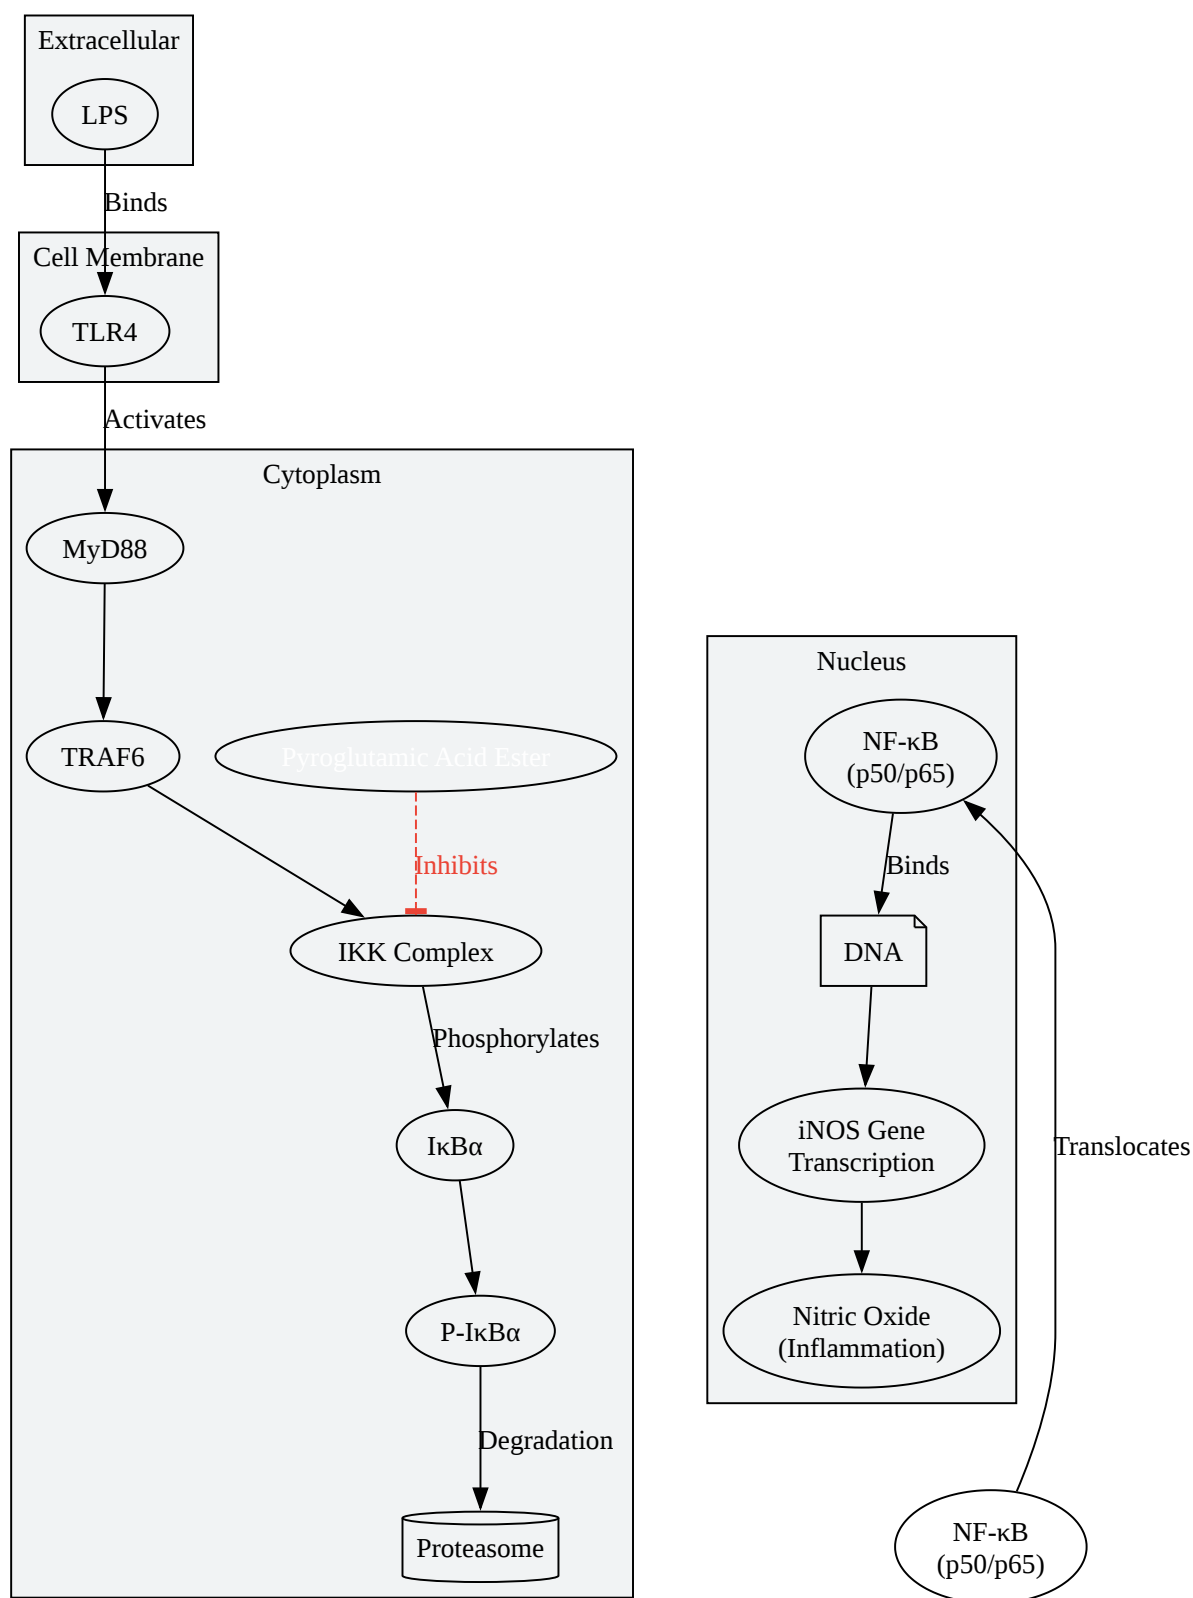 Extracellular
LPS
Binds
Cell Membrane
TLR4
Activates
Cytoplasm
MyD88
TRAF6
Pyroglutamic Acid Ester
Inhibits
IKK Complex
Phosphorylates
IκBα
P-IκBα
Degradation
Proteasome
Nucleus
NF-κB
(p50/p65)
Binds
DNA
iNOS Gene
Transcription
Nitric Oxide
(Inflammation)
Translocates
NF-κB
(p50/p65)